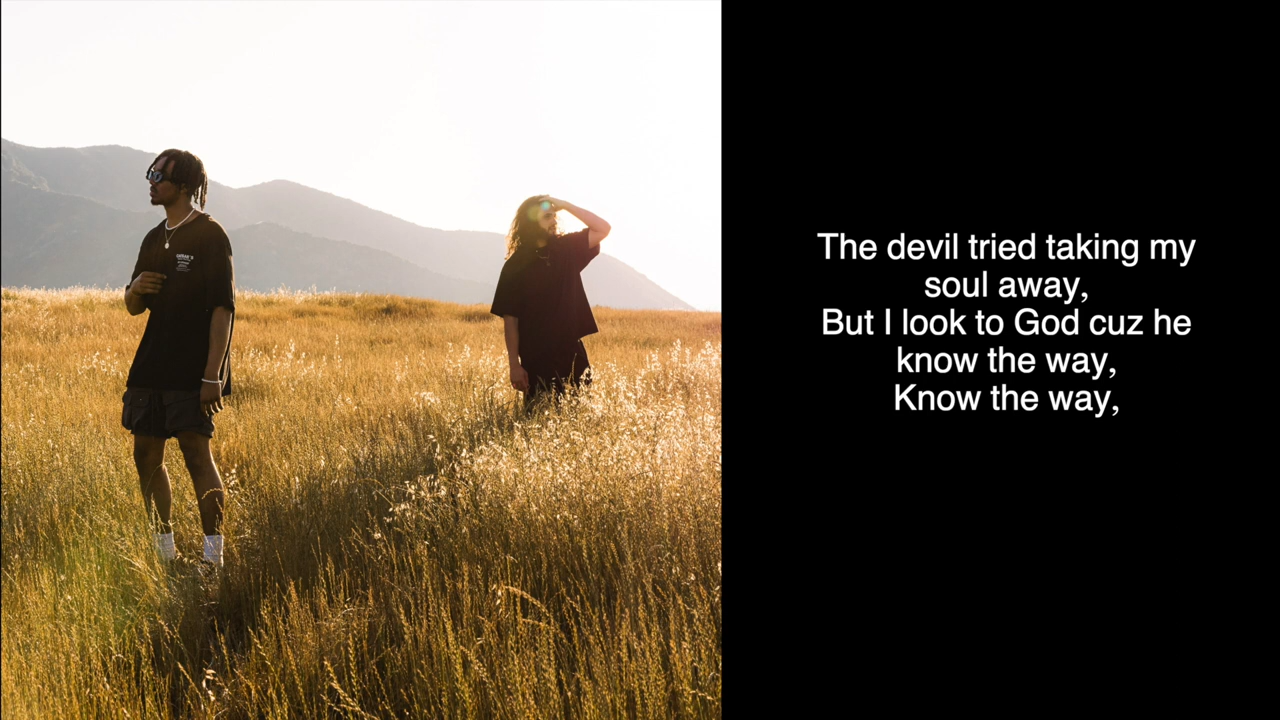 The devil tried taking my
soul away,
But I look to God cuz he
know the way,
Know the way,